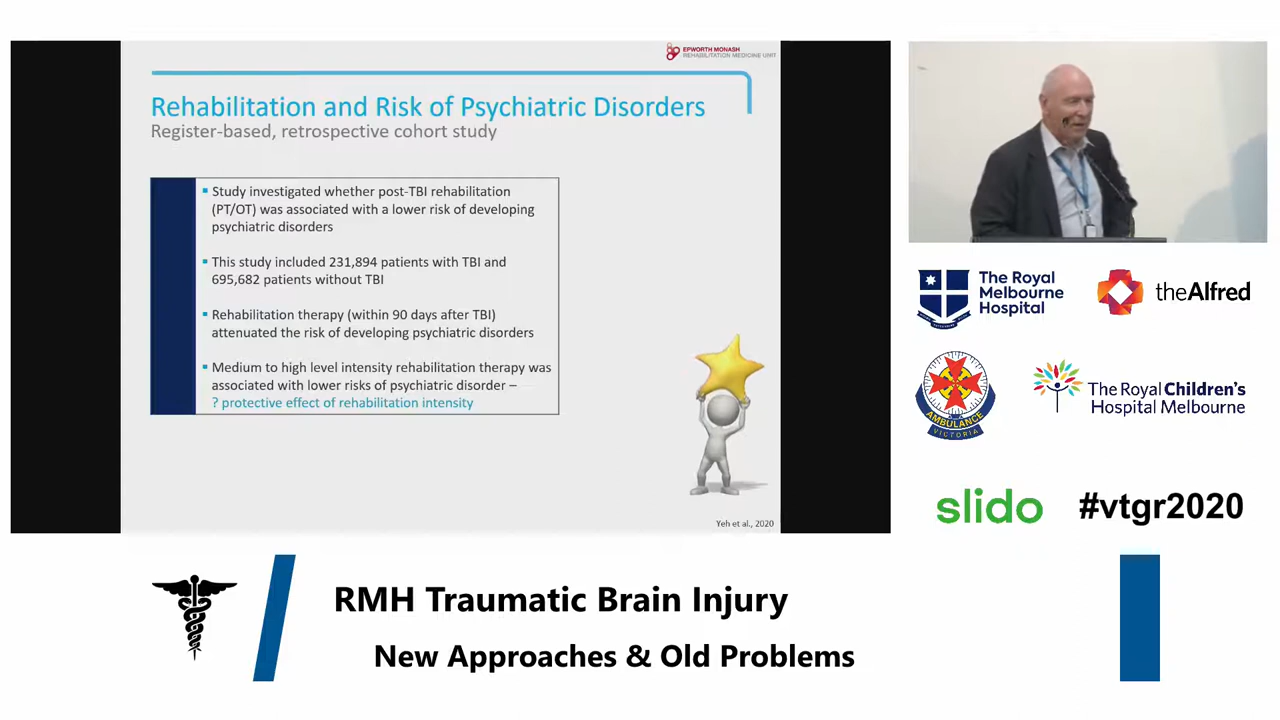 EPWORTH MONASH
REHABILITATION MEDICINE UNIT
Rehabilitation and Risk of Psychiatric Disorders
Register-based, retrospective cohort study
Study investigated whether post-TBI rehabilitation
(PT/OT) was associated with a lower risk of developing
psychiatric disorders
This study included 231,894 patients with TBI and
695,682 patients without TBI
Rehabilitation therapy (within 90 days after TBI)
attenuated the risk of developing psychiatric disorders
Medium to high level intensity rehabilitation therapy was
associated with lower risks of psychiatric disorder –
? protective effect of rehabilitation intensity
Yeh et al., 2020
The Royal
Melbourne
Hospital
theAlfred
AMBULANCE
VICTORIA
The Royal Children's
Hospital Melbourne
slido
#vtgr2020
RMH Traumatic Brain Injury
New Approaches & Old Problems